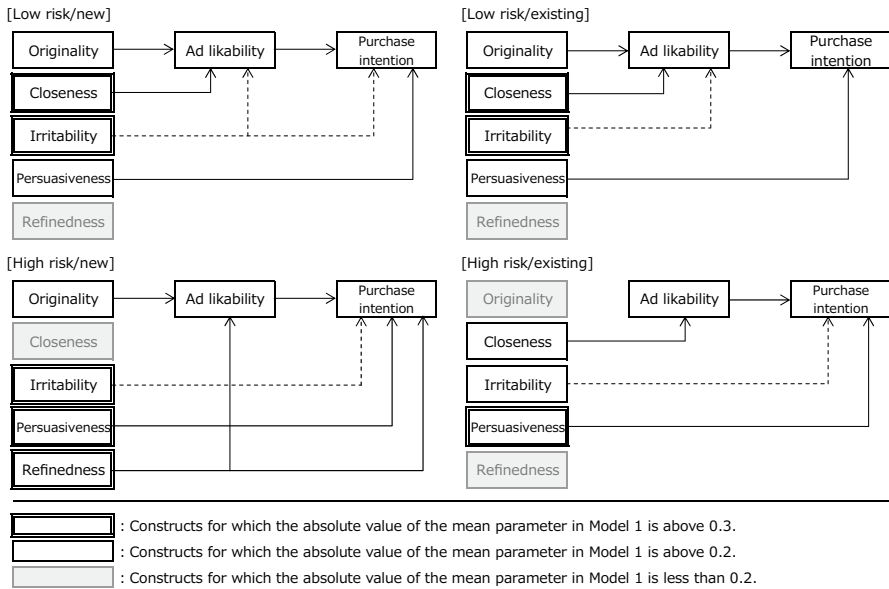 [Low risk/new]
Originality
Ad likability
Purchase
intention
Closeness
Irritability
Persuasiveness
Refinedness
[Low risk/existing]
Originality
Ad likability
Purchase
intention
Closeness
Irritability
Persuasiveness
Refinedness
[High risk/new]
Originality
Ad likability
Purchase
intention
Closeness
Irritability
Persuasiveness
Refinedness
[High risk/existing]
Originality
Ad likability
Purchase
intention
Closeness
Irritability
Persuasiveness
Refinedness
: Constructs for which the absolute value of the mean parameter in Model 1 is above 0.3.
: Constructs for which the absolute value of the mean parameter in Model 1 is above 0.2.
: Constructs for which the absolute value of the mean parameter in Model 1 is less than 0.2.